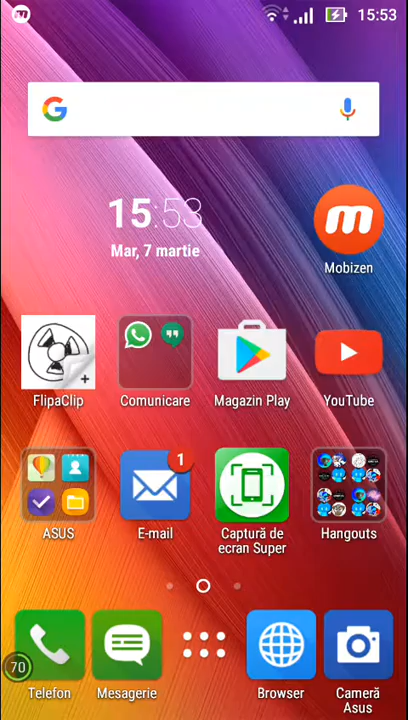 15:53
15:53
Mar, 7 martie
Mobizen
FlipaClip
Comunicare
Magazin Play
YouTube
1
ASUS
E-mail
Captură de
ecran Super
Hangouts
70
Telefon
Mesagerie
Browser
Cameră
Asus